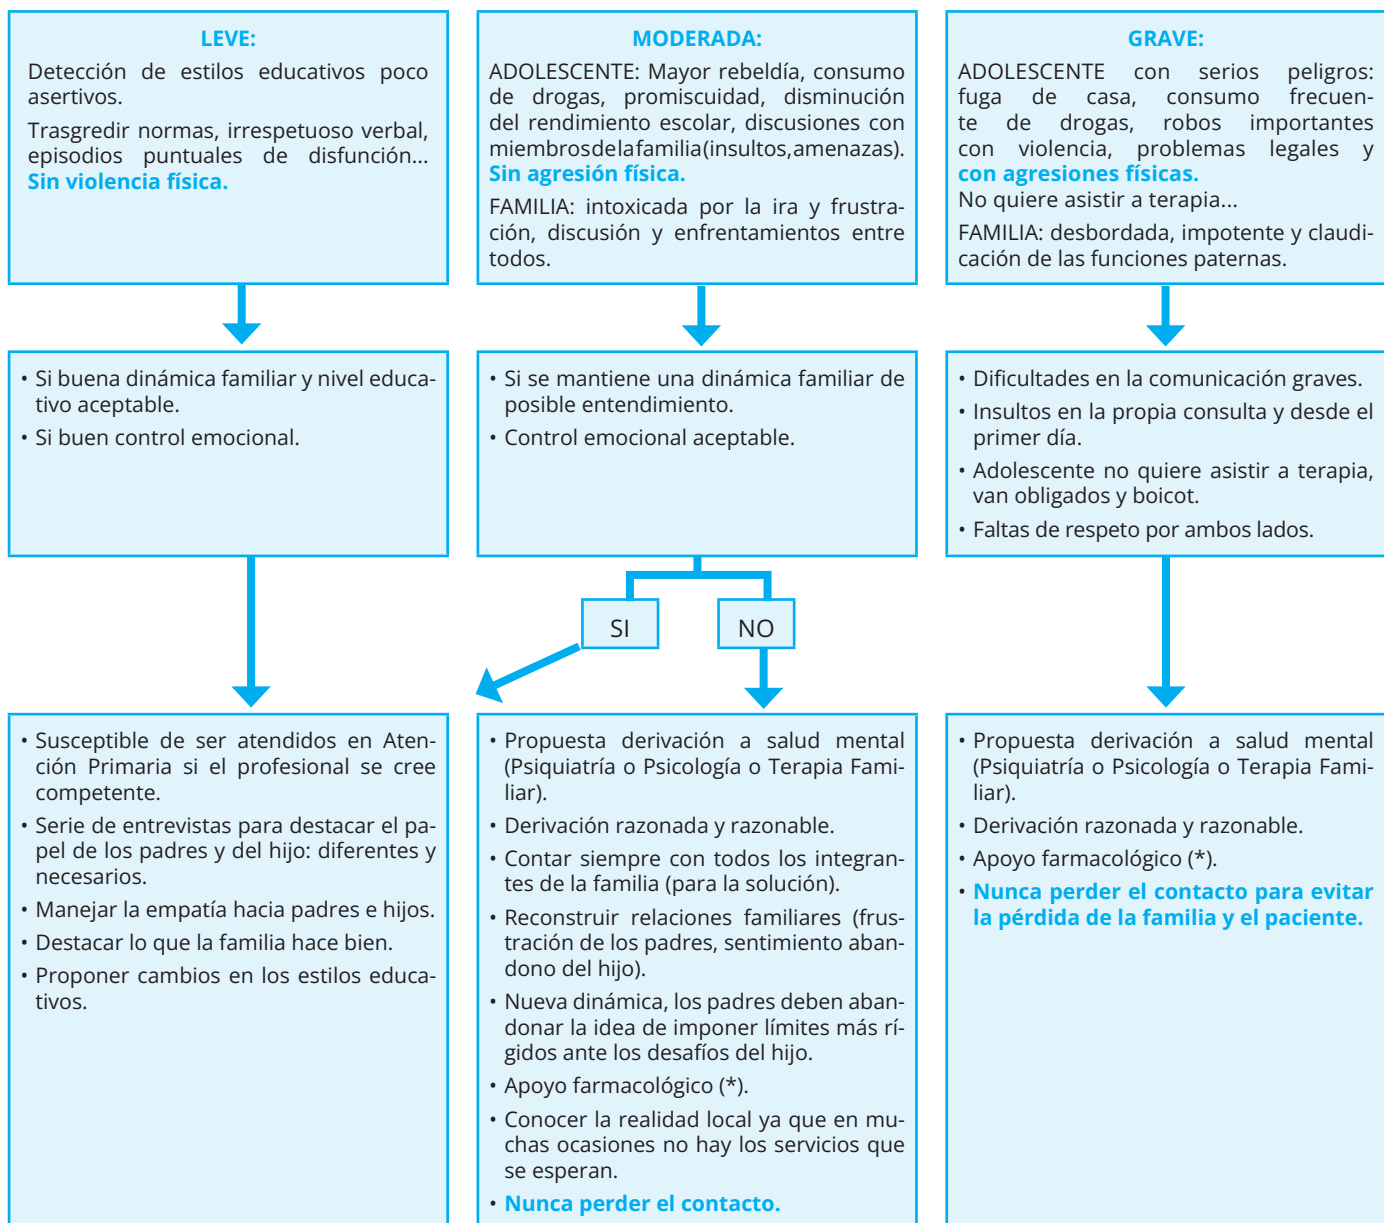 LEVE:
Detección de estilos educativos poco
asertivos.
Trasgredir normas, irrespetuoso verbal,
episodios puntuales de disfunción...
Sin violencia física.
MODERADA:
ADOLESCENTE: Mayor rebeldía, consumo
de drogas, promiscuidad, disminución
del rendimiento escolar, discusiones con
miembros de la familia (insultos, amenazas).
Sin agresión física.
FAMILIA: intoxicada por la ira y frustra-
ción, discusión y enfrentamientos entre
todos.
GRAVE:
ADOLESCENTE con serios peligros:
fuga de casa, consumo frecuen-
te de drogas, robos importantes
con violencia, problemas legales y
con agresiones físicas.
No quiere asistir a terapia...
FAMILIA: desbordada, impotente y claudi-
cación de las funciones paternas.
• Si buena dinámica familiar y nivel educa-
tivo aceptable.
• Si buen control emocional.
• Si se mantiene una dinámica familiar de
posible entendimiento.
• Control emocional aceptable.
• Dificultades en la comunicación graves.
• Insultos en la propia consulta y desde el
primer día.
• Adolescente no quiere asistir a terapia,
van obligados y boicot.
• Faltas de respeto por ambos lados.
SI
NO
• Susceptible de ser atendidos en Aten-
ción Primaria si el profesional se cree
competente.
• Serie de entrevistas para destacar el pa-
pel de los padres y del hijo: diferentes y
necesarios.
• Manejar la empatía hacia padres e hijos.
• Destacar lo que la familia hace bien.
• Proponer cambios en los estilos educa-
tivos.
• Propuesta derivación a salud mental
(Psiquiatría o Psicología o Terapia Fami-
liar).
• Derivación razonada y razonable.
• Contar siempre con todos los integran-
tes de la familia (para la solución).
• Reconstruir relaciones familiares (frus-
tración de los padres, sentimiento aban-
dono del hijo).
• Nueva dinámica, los padres deben aban-
donar la idea de imponer límites más rí-
gidos ante los desafíos del hijo.
• Apoyo farmacológico (*).
• Conocer la realidad local ya que en mu-
chas ocasiones no hay los servicios que
se esperan.
• Nunca perder el contacto.
• Propuesta derivación a salud mental
(Psiquiatría o Psicología o Terapia Fami-
liar).
• Derivación razonada y razonable.
• Apoyo farmacológico (*).
• Nunca perder el contacto para evitar
la pérdida de la familia y el paciente.